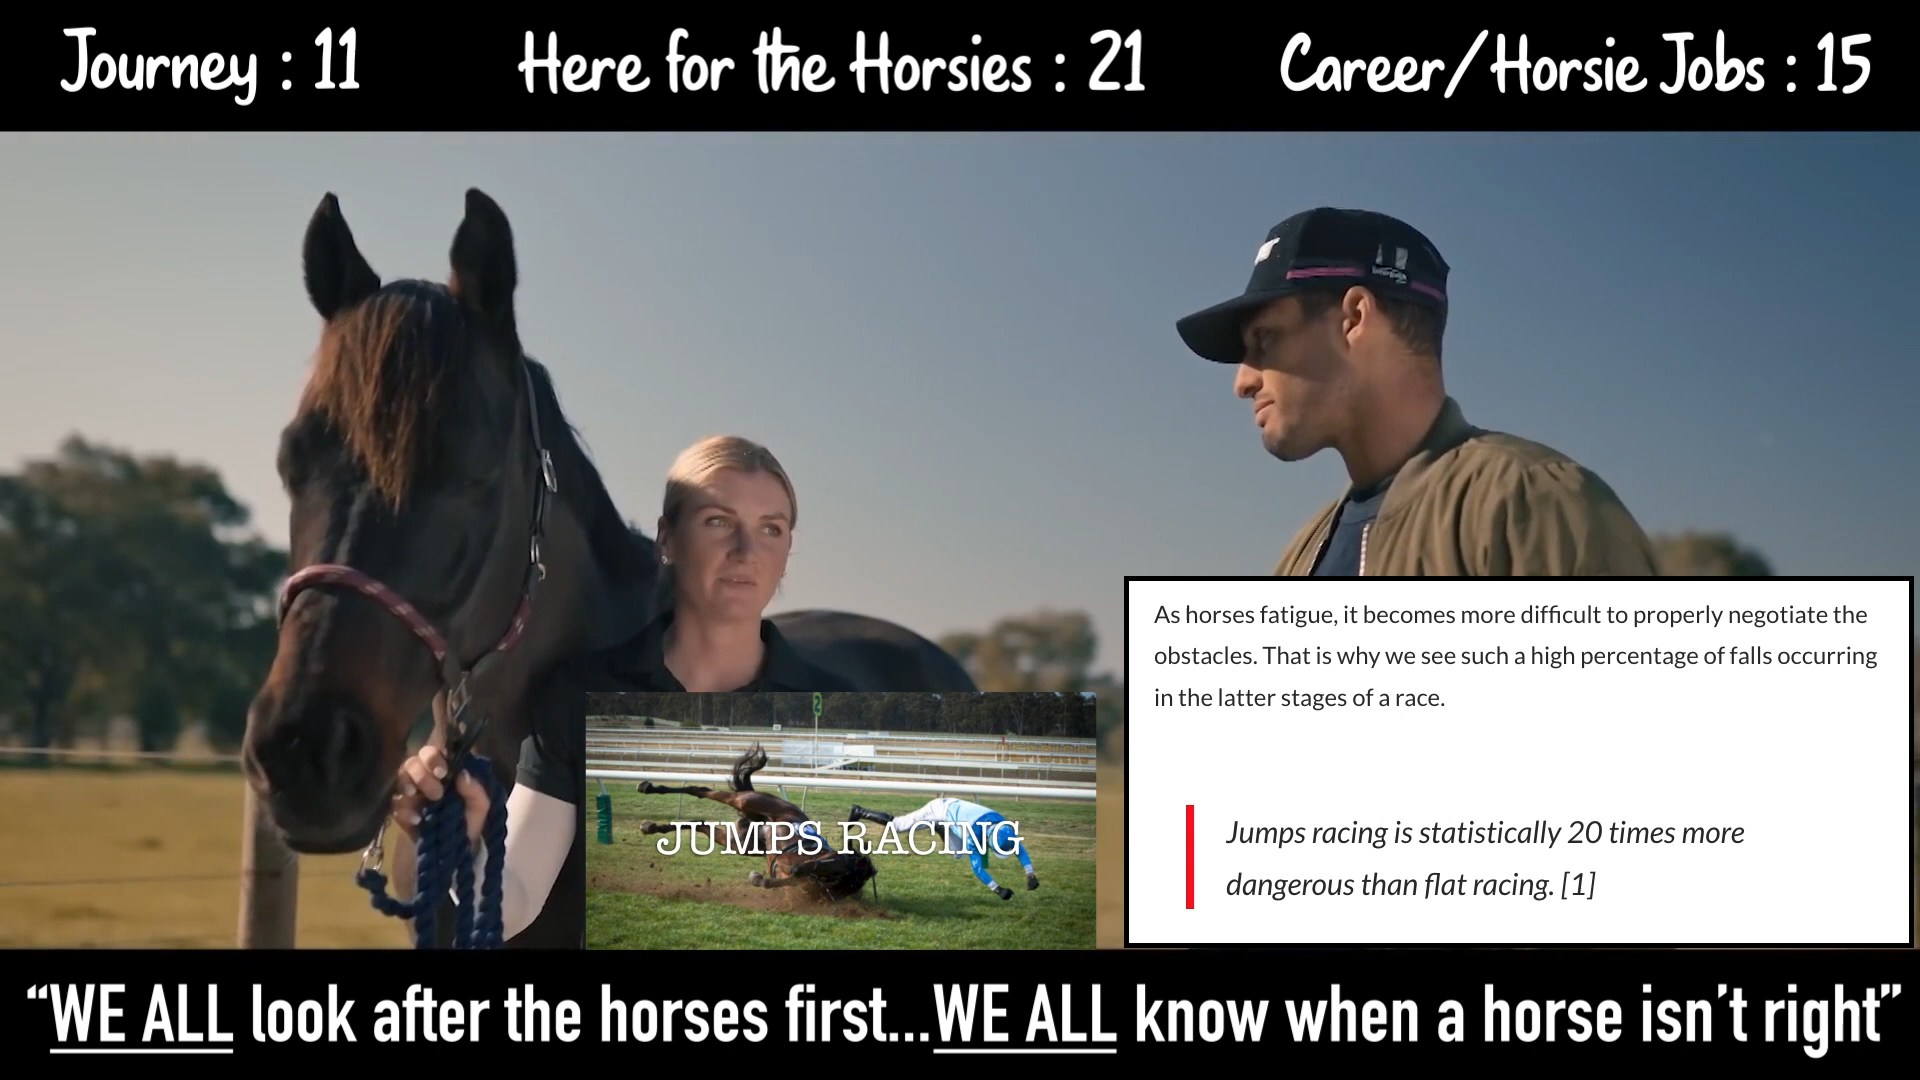 Journey : 11
Here for the Horsies : 21
Career/Horsie Jobs : 15
As horses fatigue, it becomes more difficult to properly negotiate the
obstacles. That is why we see such a high percentage of falls occurring
in the latter stages of a race.
2
JUMPS RACING
Jumps racing is statistically 20 times more
dangerous than flat racing. [1]
“WE ALL look after the horses first...WE ALL know when a horse isn’t right”